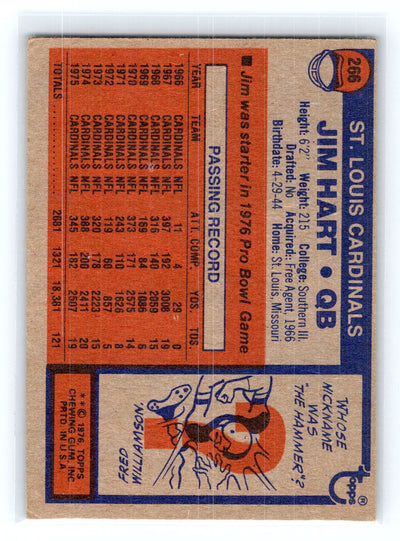 266
ST. LOUIS CARDINALS
JIM HART • QB
Height: 6'2" Weight: 215 College: Southern Ill.
Drafted: No Acquired: Free Agent, 1966
Birthdate: 4-29-44 Home: St. Louis, Missouri
■ Jim was starter in 1976 Pro Bowl Game
PASSING RECORD
YEAR TEAM ATT. COMP. YDS. TDS.
1966 CARDINALS NFL 11 4 29 0
1967 CARDINALS NFL 397 192 3008 19
1968 CARDINALS NFL 316 140 2059 15
1969 CARDINALS NFL 169 84 1086 6
1970 CARDINALS NFL 373 171 2575 14
1971 CARDINALS NFL 243 110 1626 8
1972 CARDINALS NFL 119 60 857 5
1973 CARDINALS NFL 320 178 2223 15
1974 CARDINALS NFL 388 200 2411 20
1975 CARDINALS NFL 345 182 2507 19
TOTALS 2681 1321 18,381 121
Topps ®
WHOSE
NICKNAME
WAS
"THE HAMMER"?
FRED
WILLIAMSON
** © 1976, TOPPS
CHEWING GUM, INC
PRTD. IN U.S.A.